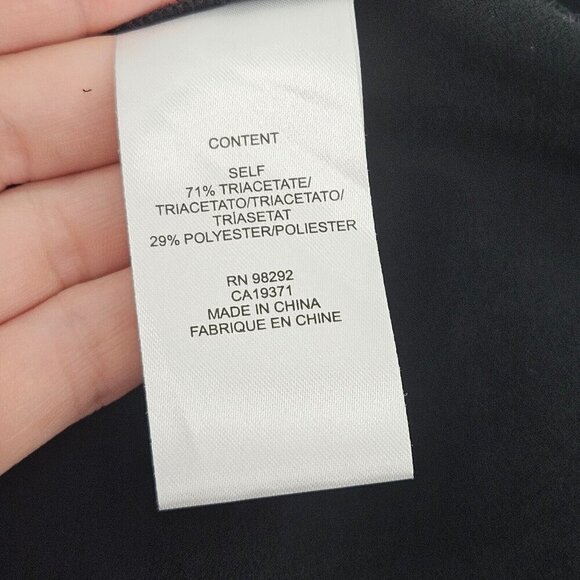 CONTENT
SELF
71% TRIACETATE/
TRIACETATO/TRIACETATO/
TRÍASETAT
29% POLYESTER/POLIESTER
RN 98292
CA19371
MADE IN CHINA
FABRIQUE EN CHINE